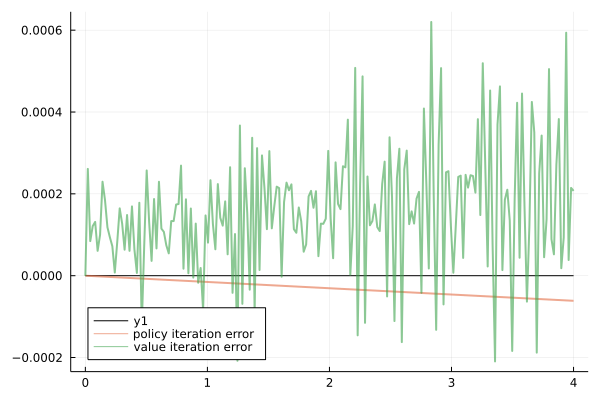 0.0006
0.0004
0.0002
0.0000
−0.0002
y1
policy iteration error
value iteration error
0 1 2 3 4